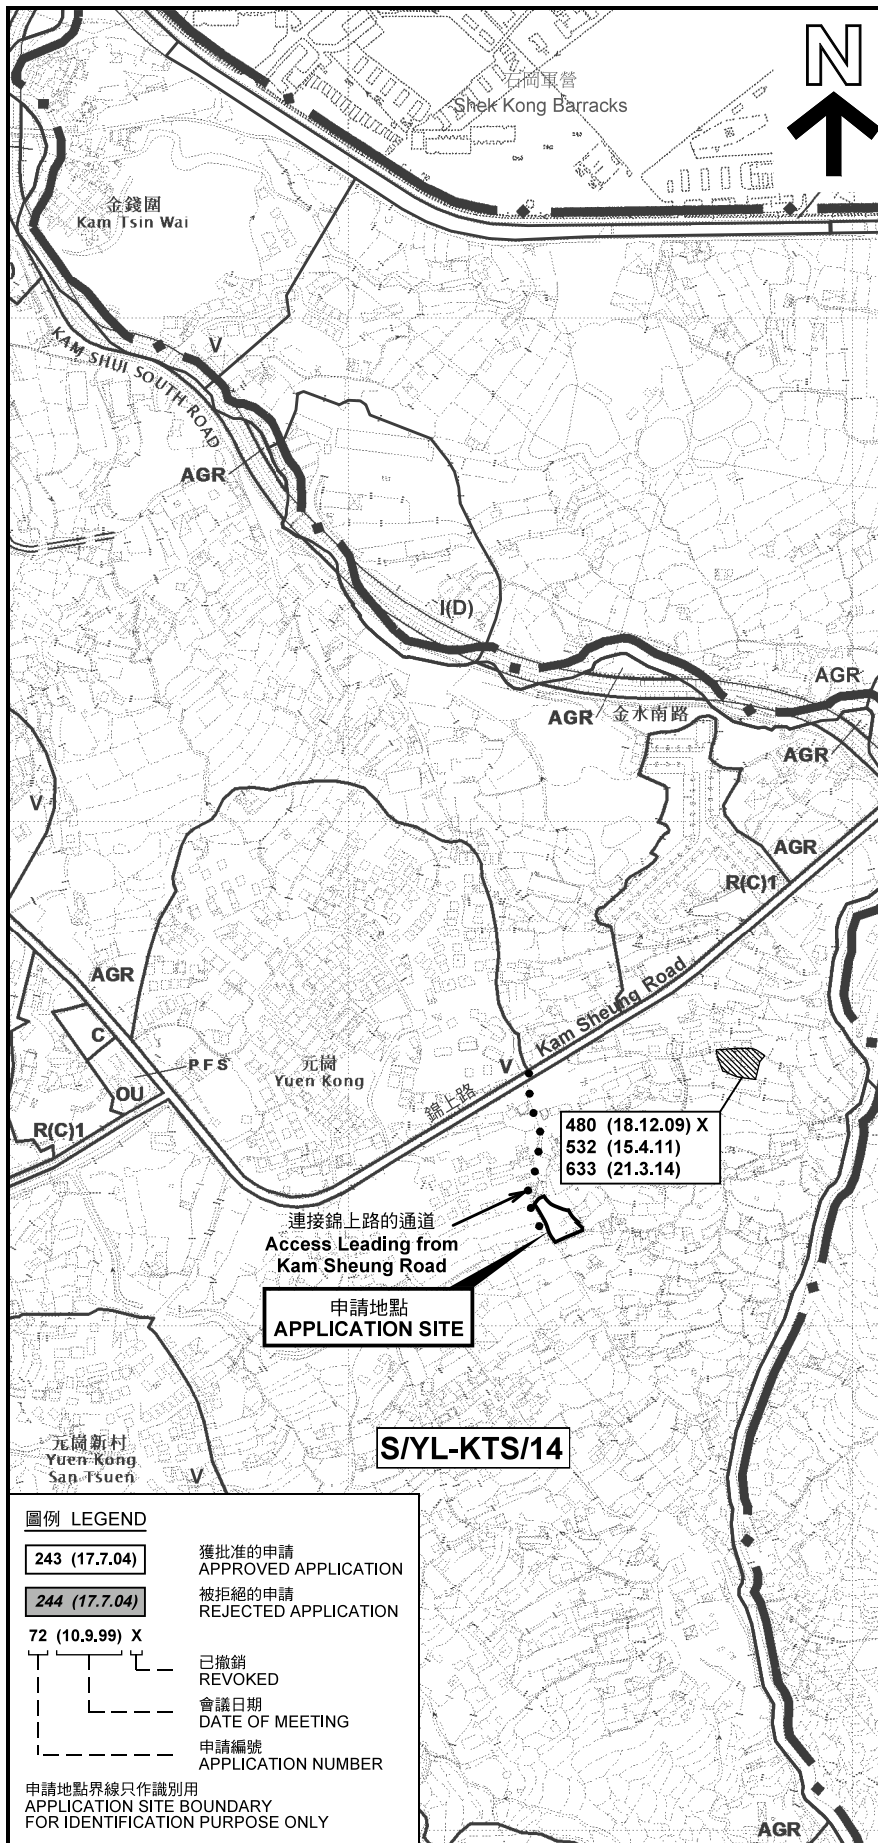 石岡軍營
Shek Kong Barracks
N
金錢圍
Kam Tsin Wai
V
KAM SHUI SOUTH ROAD
AGR
I(D)
AGR
金水南路
AGR
AGR
V
AGR
R(C)1
AGR
C
PFS
OU
R(C)1
元崗
Yuen Kong
V
Kam Sheung Road
錦上路
480 (18.12.09) X
532 (15.4.11)
633 (21.3.14)
連接錦上路的通道
Access Leading from
Kam Sheung Road
申請地點
APPLICATION SITE
S/YL-KTS/14
元崗新村
Yuen Kong
San Tsuen
V
圖例 LEGEND
243 (17.7.04)
獲批准的申請
APPROVED APPLICATION
244 (17.7.04)
被拒絕的申請
REJECTED APPLICATION
72 (10.9.99) X
已撤銷
REVOKED
會議日期
DATE OF MEETING
申請編號
APPLICATION NUMBER
申請地點界線只作識別用
APPLICATION SITE BOUNDARY
FOR IDENTIFICATION PURPOSE ONLY
AGR